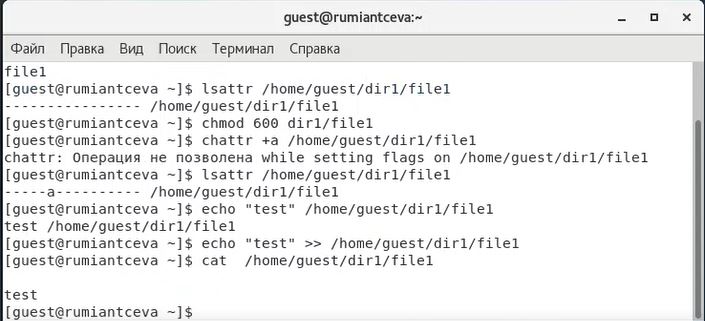 guest@rumiantceva:~
Файл Правка Вид Поиск Терминал Справка
file1
[guest@rumiantceva ~]$ lsattr /home/guest/dir1/file1
---------------- /home/guest/dir1/file1
[guest@rumiantceva ~]$ chmod 600 dir1/file1
[guest@rumiantceva ~]$ chattr +a /home/guest/dir1/file1
chattr: Операция не позволена while setting flags on /home/guest/dir1/file1
[guest@rumiantceva ~]$ lsattr /home/guest/dir1/file1
-----a---------- /home/guest/dir1/file1
[guest@rumiantceva ~]$ echo "test" /home/guest/dir1/file1
test /home/guest/dir1/file1
[guest@rumiantceva ~]$ echo "test" >> /home/guest/dir1/file1
[guest@rumiantceva ~]$ cat  /home/guest/dir1/file1

test
[guest@rumiantceva ~]$